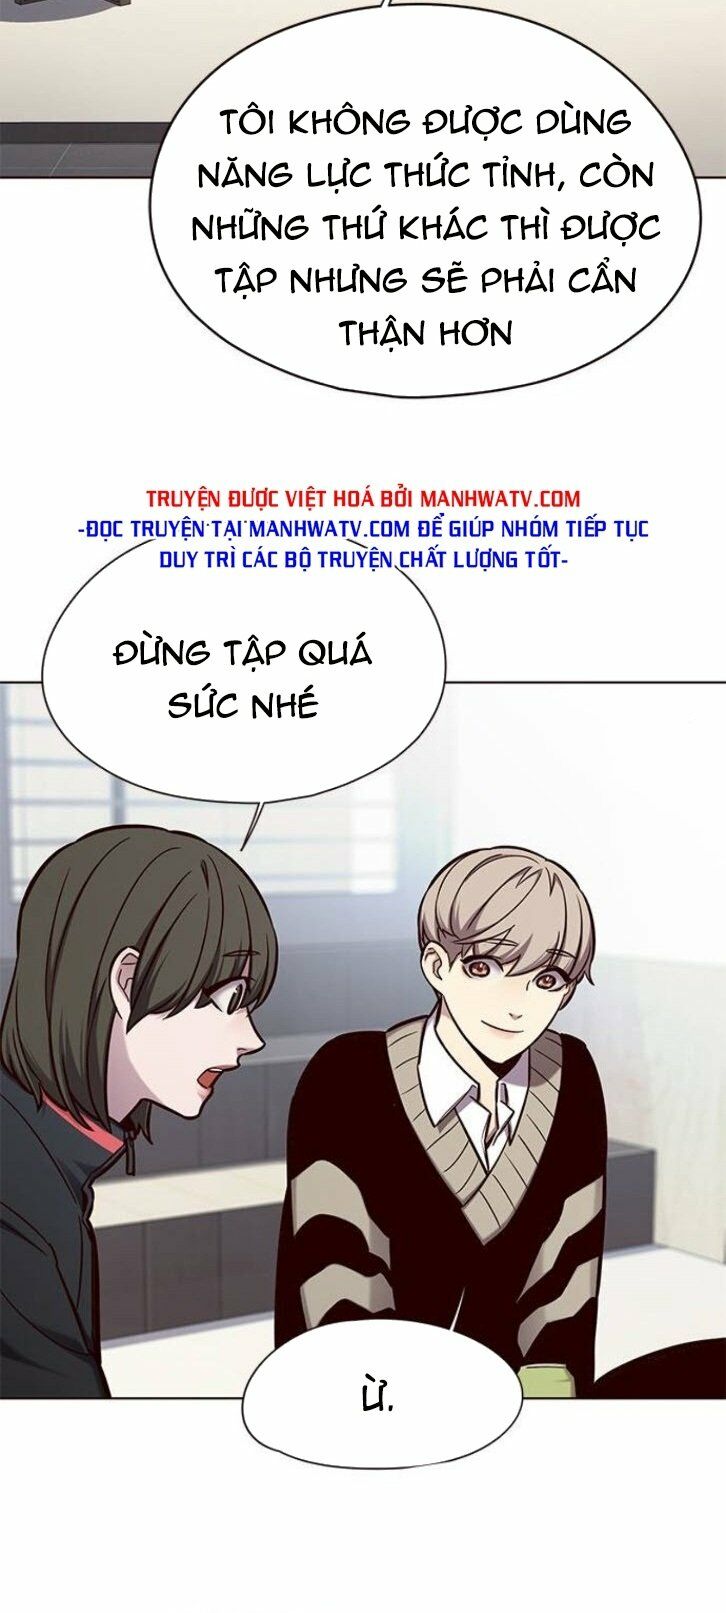 TÔI KHÔNG ĐƯỢC DÙNG
NĂNG LỰC THỨC TỈNH, CÒN
NHỮNG THỨ KHÁC THÌ ĐƯỢC
TẬP NHƯNG SẼ PHẢI CẨN
THẬN HƠN
TRUYỆN ĐƯỢC VIỆT HOÁ BỞI MANHWATV.COM
-ĐỌC TRUYỆN TẠI MANHWATV.COM ĐỂ GIÚP NHÓM TIẾP TỤC
DUY TRÌ CÁC BỘ TRUYỆN CHẤT LƯỢNG TỐT-
ĐỪNG TẬP QUÁ
SỨC NHÉ
Ừ.